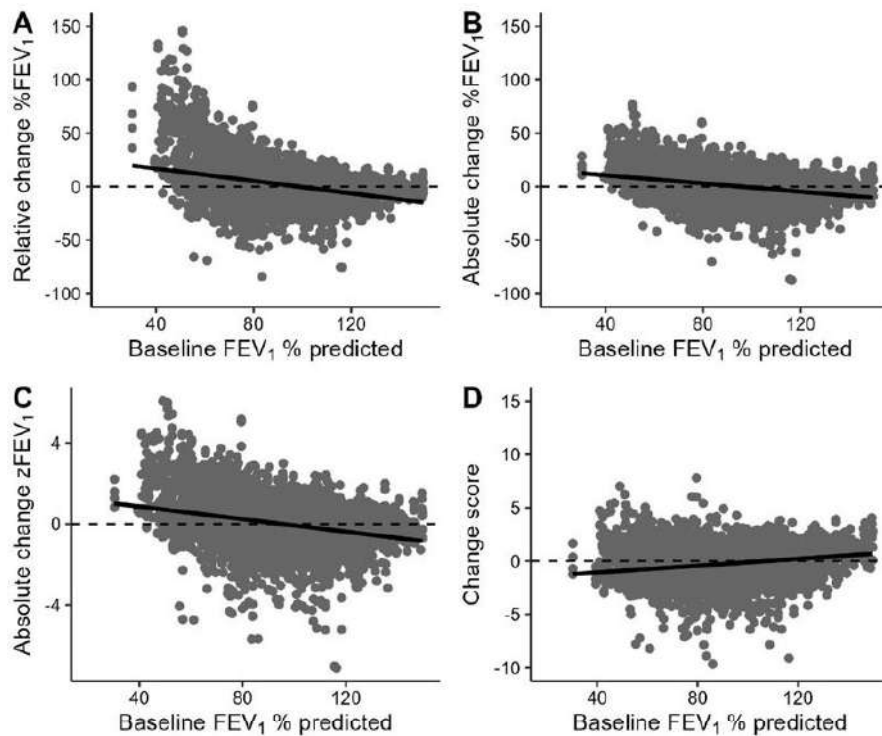 A
Relative change %FEV₁
150
100
50
0
-50
-100
40
80
120
Baseline FEV₁ % predicted
B
Absolute change %FEV₁
150
100
50
0
-50
-100
40
80
120
Baseline FEV₁ % predicted
C
Absolute change zFEV₁
4
0
-4
40
80
120
Baseline FEV₁ % predicted
D
Change score
15
10
5
0
-5
-10
40
80
120
Baseline FEV₁ % predicted